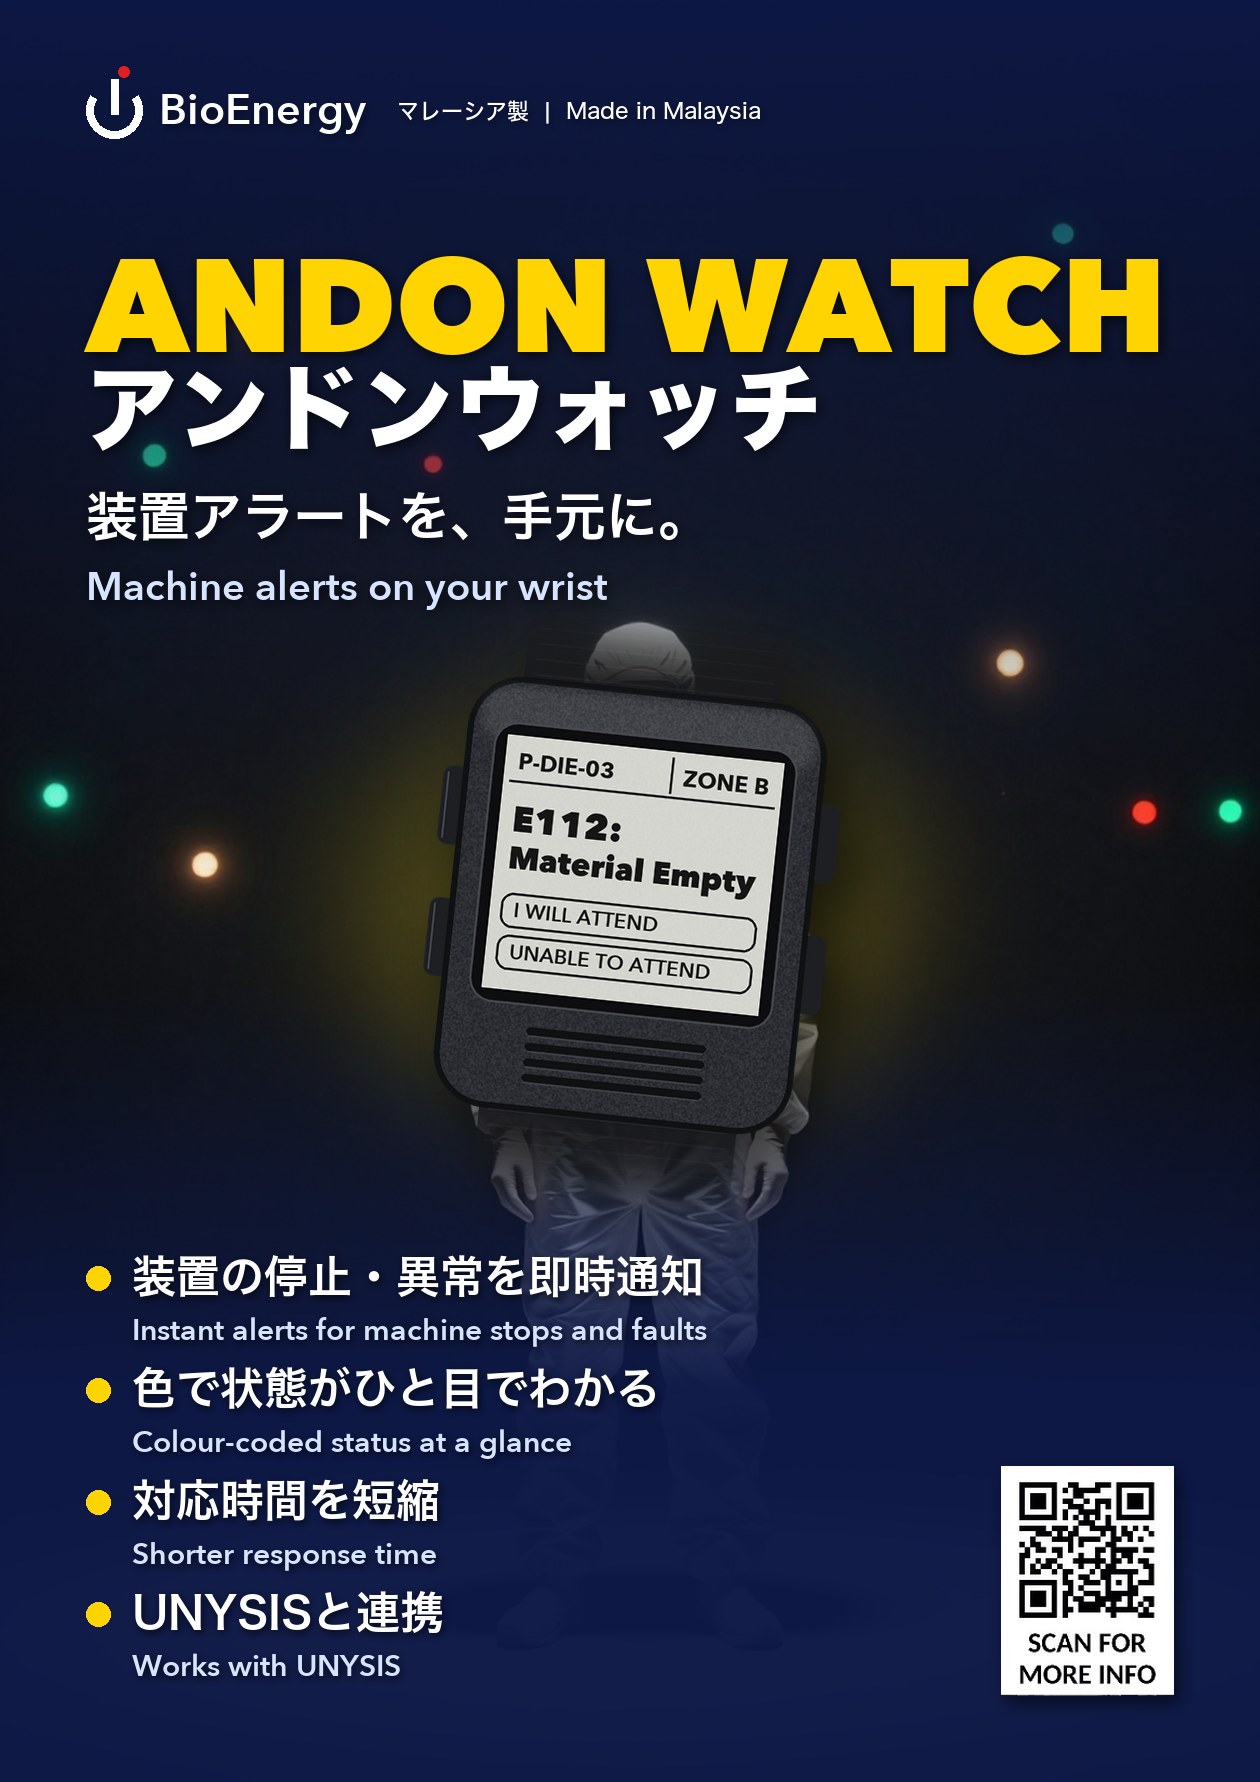 BioEnergy マレーシア製 | Made in Malaysia
ANDON WATCH
アンドンウォッチ
装置アラートを、手元に。
Machine alerts on your wrist
P-DIE-03 | ZONE B
E112:
Material Empty
I WILL ATTEND
UNABLE TO ATTEND
装置の停止・異常を即時通知
Instant alerts for machine stops and faults
色で状態がひと目でわかる
Colour-coded status at a glance
対応時間を短縮
Shorter response time
UNYSISと連携
Works with UNYSIS
SCAN FOR
MORE INFO